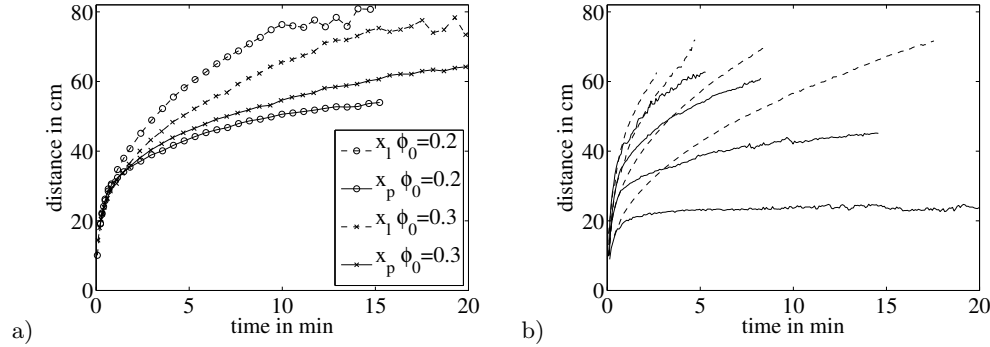 80
60
40
20
0
distance in cm
0
5
10
15
20
time in min
x_l ϕ_0=0.2
x_p ϕ_0=0.2
x_l ϕ_0=0.3
x_p ϕ_0=0.3
a)
80
60
40
20
0
distance in cm
0
5
10
15
20
time in min
b)